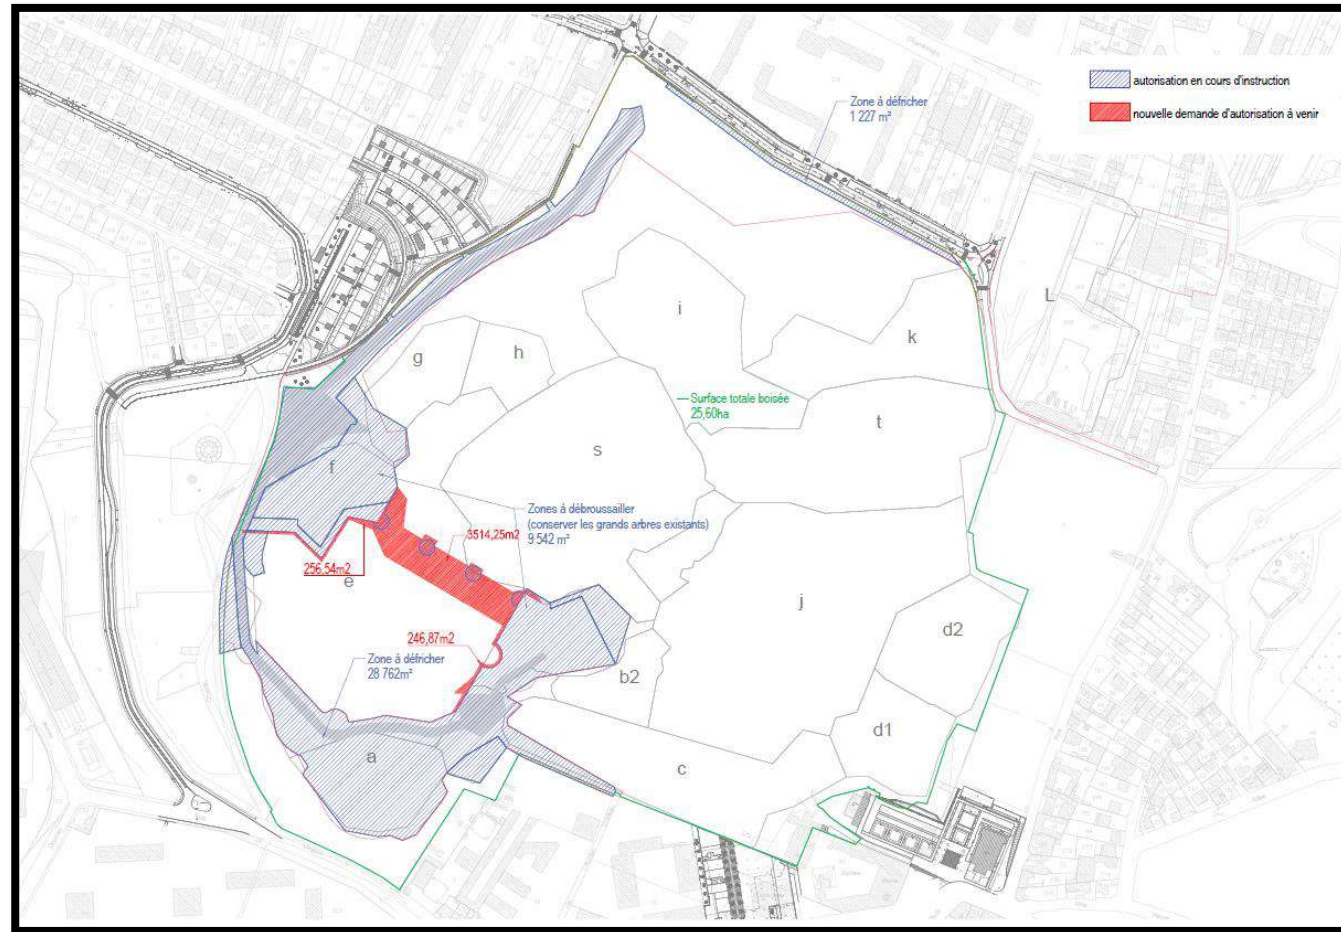 autorisation en cours d'instruction
nouvelle demande d'autorisation à venir
Zone à défricher
1 227 m²
L
i
k
g
h
Surface totale boisée
25,60ha
t
s
f
Zones à débroussailler
(conserver les grands arbres existants)
9 542 m²
3514,25m2
256,54m2
e
j
d2
246,87m2
Zone à défricher
28 762m²
b2
d1
a
c